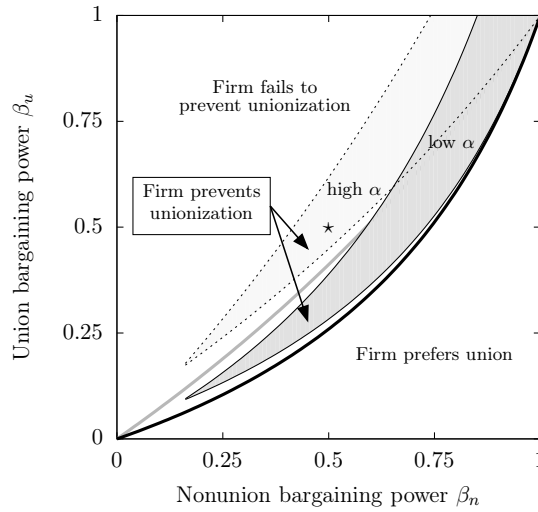 1
0.75
0.5
0.25
0
0
0.25
0.5
0.75
1
Union bargaining power βu
Nonunion bargaining power βn
Firm fails to
prevent unionization
low α
high α
Firm prevents
unionization
⋆
Firm prefers union